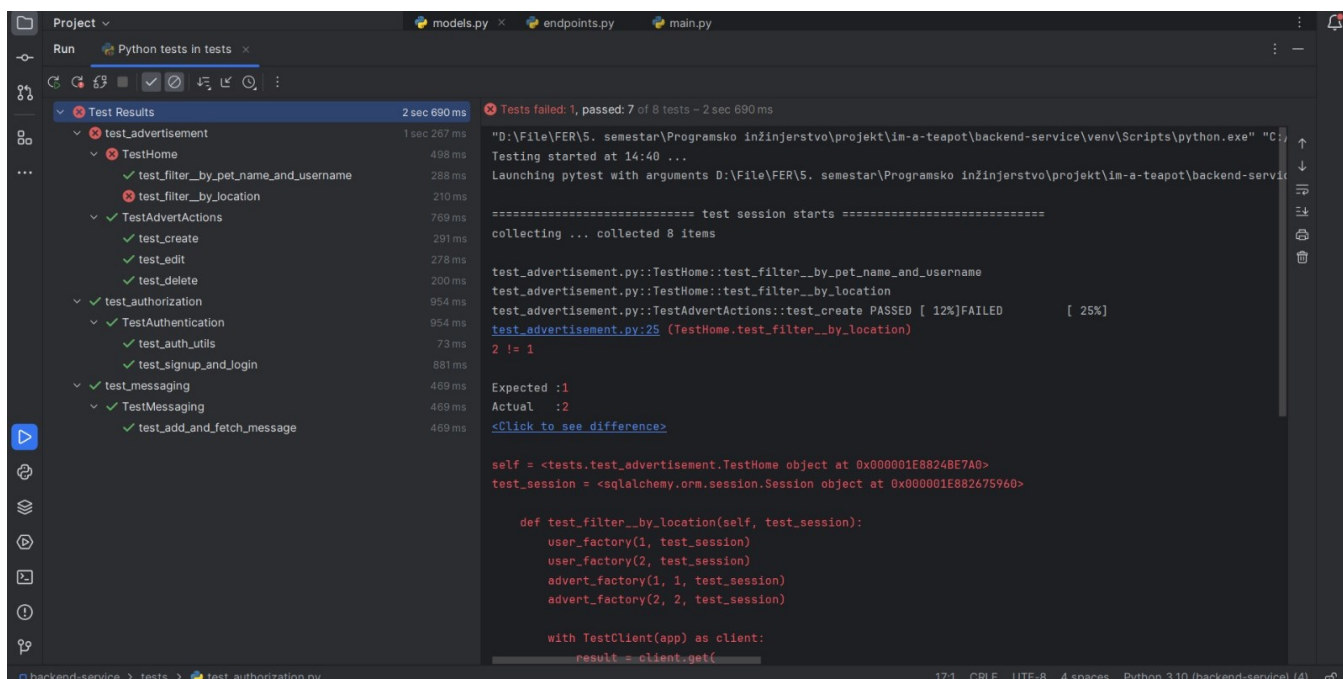 Project
models.py
endpoints.py
main.py
Run
Python tests in tests
Test Results 2 sec 690 ms
test_advertisement 1 sec 267 ms
TestHome 498 ms
test_filter__by_pet_name_and_username 288 ms
test_filter__by_location 210 ms
TestAdvertActions 769 ms
test_create 291 ms
test_edit 278 ms
test_delete 200 ms
test_authorization 954 ms
TestAuthentication 954 ms
test_auth_utils 73 ms
test_signup_and_login 881 ms
test_messaging 469 ms
TestMessaging 469 ms
test_add_and_fetch_message 469 ms
Tests failed: 1, passed: 7 of 8 tests – 2 sec 690 ms
"D:\File\FER\5. semestar\Programsko inžinjerstvo\projekt\im-a-teapot\backend-service\venv\Scripts\python.exe" "C:/
Testing started at 14:40 ...
Launching pytest with arguments D:\File\FER\5. semestar\Programsko inžinjerstvo\projekt\im-a-teapot\backend-servic
============================= test session starts =============================
collecting ... collected 8 items
test_advertisement.py::TestHome::test_filter__by_pet_name_and_username
test_advertisement.py::TestHome::test_filter__by_location
test_advertisement.py::TestAdvertActions::test_create PASSED [ 12%]FAILED [ 25%]
test_advertisement.py:25 (TestHome.test_filter__by_location)
2 != 1
Expected :1
Actual :2
<Click to see difference>
self = <tests.test_advertisement.TestHome object at 0x000001E8824BE7A0>
test_session = <sqlalchemy.orm.session.Session object at 0x000001E882675960>
def test_filter__by_location(self, test_session):
user_factory(1, test_session)
user_factory(2, test_session)
advert_factory(1, 1, test_session)
advert_factory(2, 2, test_session)
with TestClient(app) as client:
result = client.get(
backend-service > tests > test_authorization.py
17:1 CRLF UTF-8 4 spaces Python 3.10 (backend-service) (4)